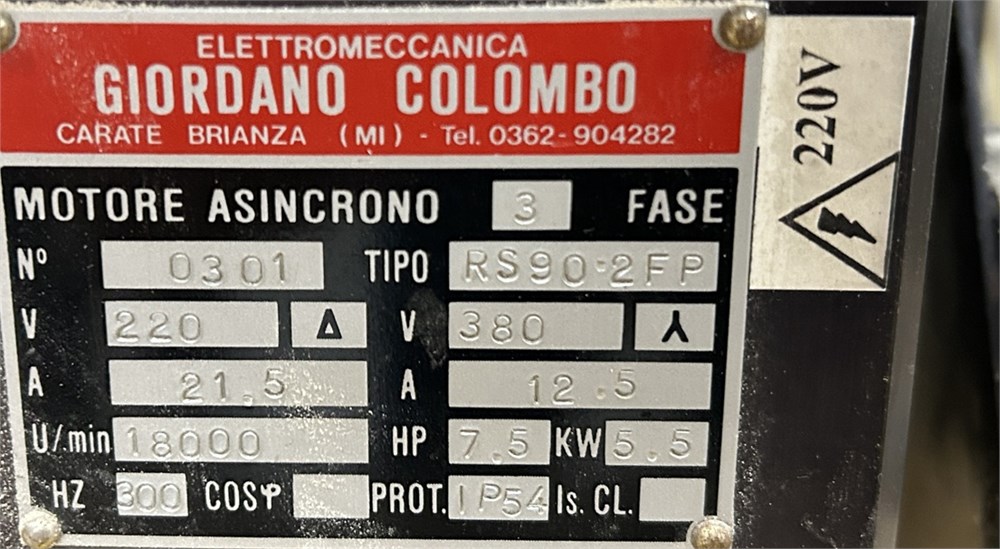 ELETTROMECCANICA
GIORDANO COLOMBO
CARATE BRIANZA (MI) - Tel. 0362-904282
MOTORE ASINCRONO 3 FASE
Nº 0301 TIPO RS90-2FP
V 220 Δ V 380 Y
A 21.5 A 12.5
U/min 18000 HP 7.5 KW 5.5
HZ 300 COSφ PROT. IP54 Is. CL.
220V